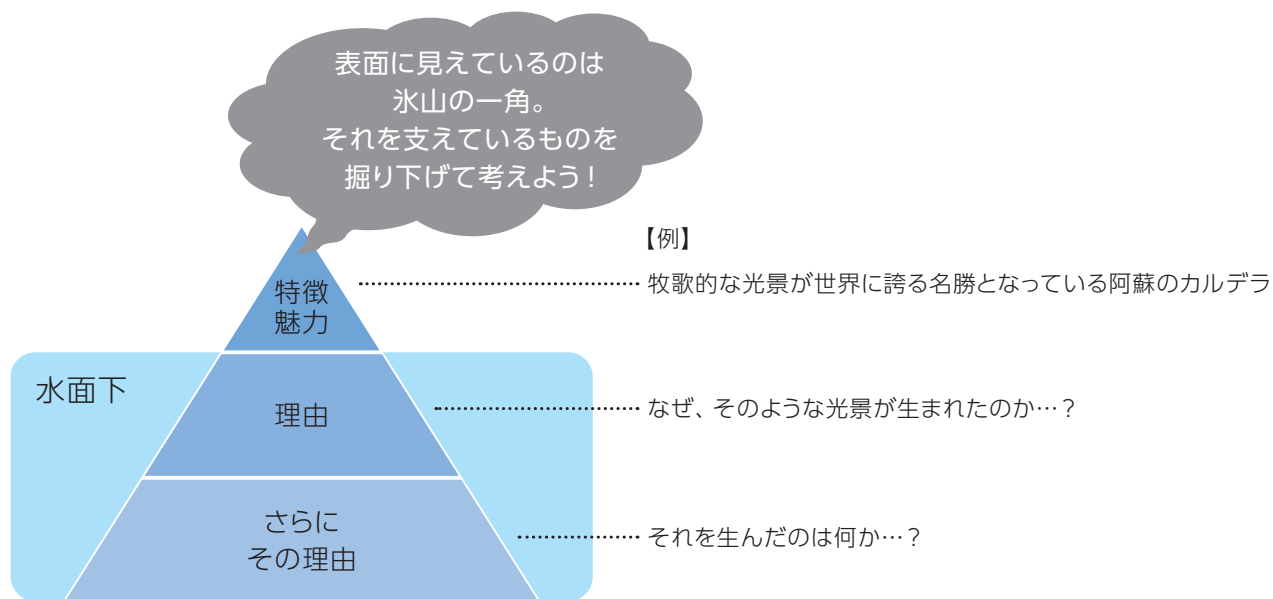 表面に見えているのは
氷山の一角。
それを支えているものを
掘り下げて考えよう！
【例】
特徴
魅力
牧歌的な光景が世界に誇る名勝となっている阿蘇のカルデラ
水面下
理由
なぜ、そのような光景が生まれたのか…？
さらに
その理由
それを生んだのは何か…？